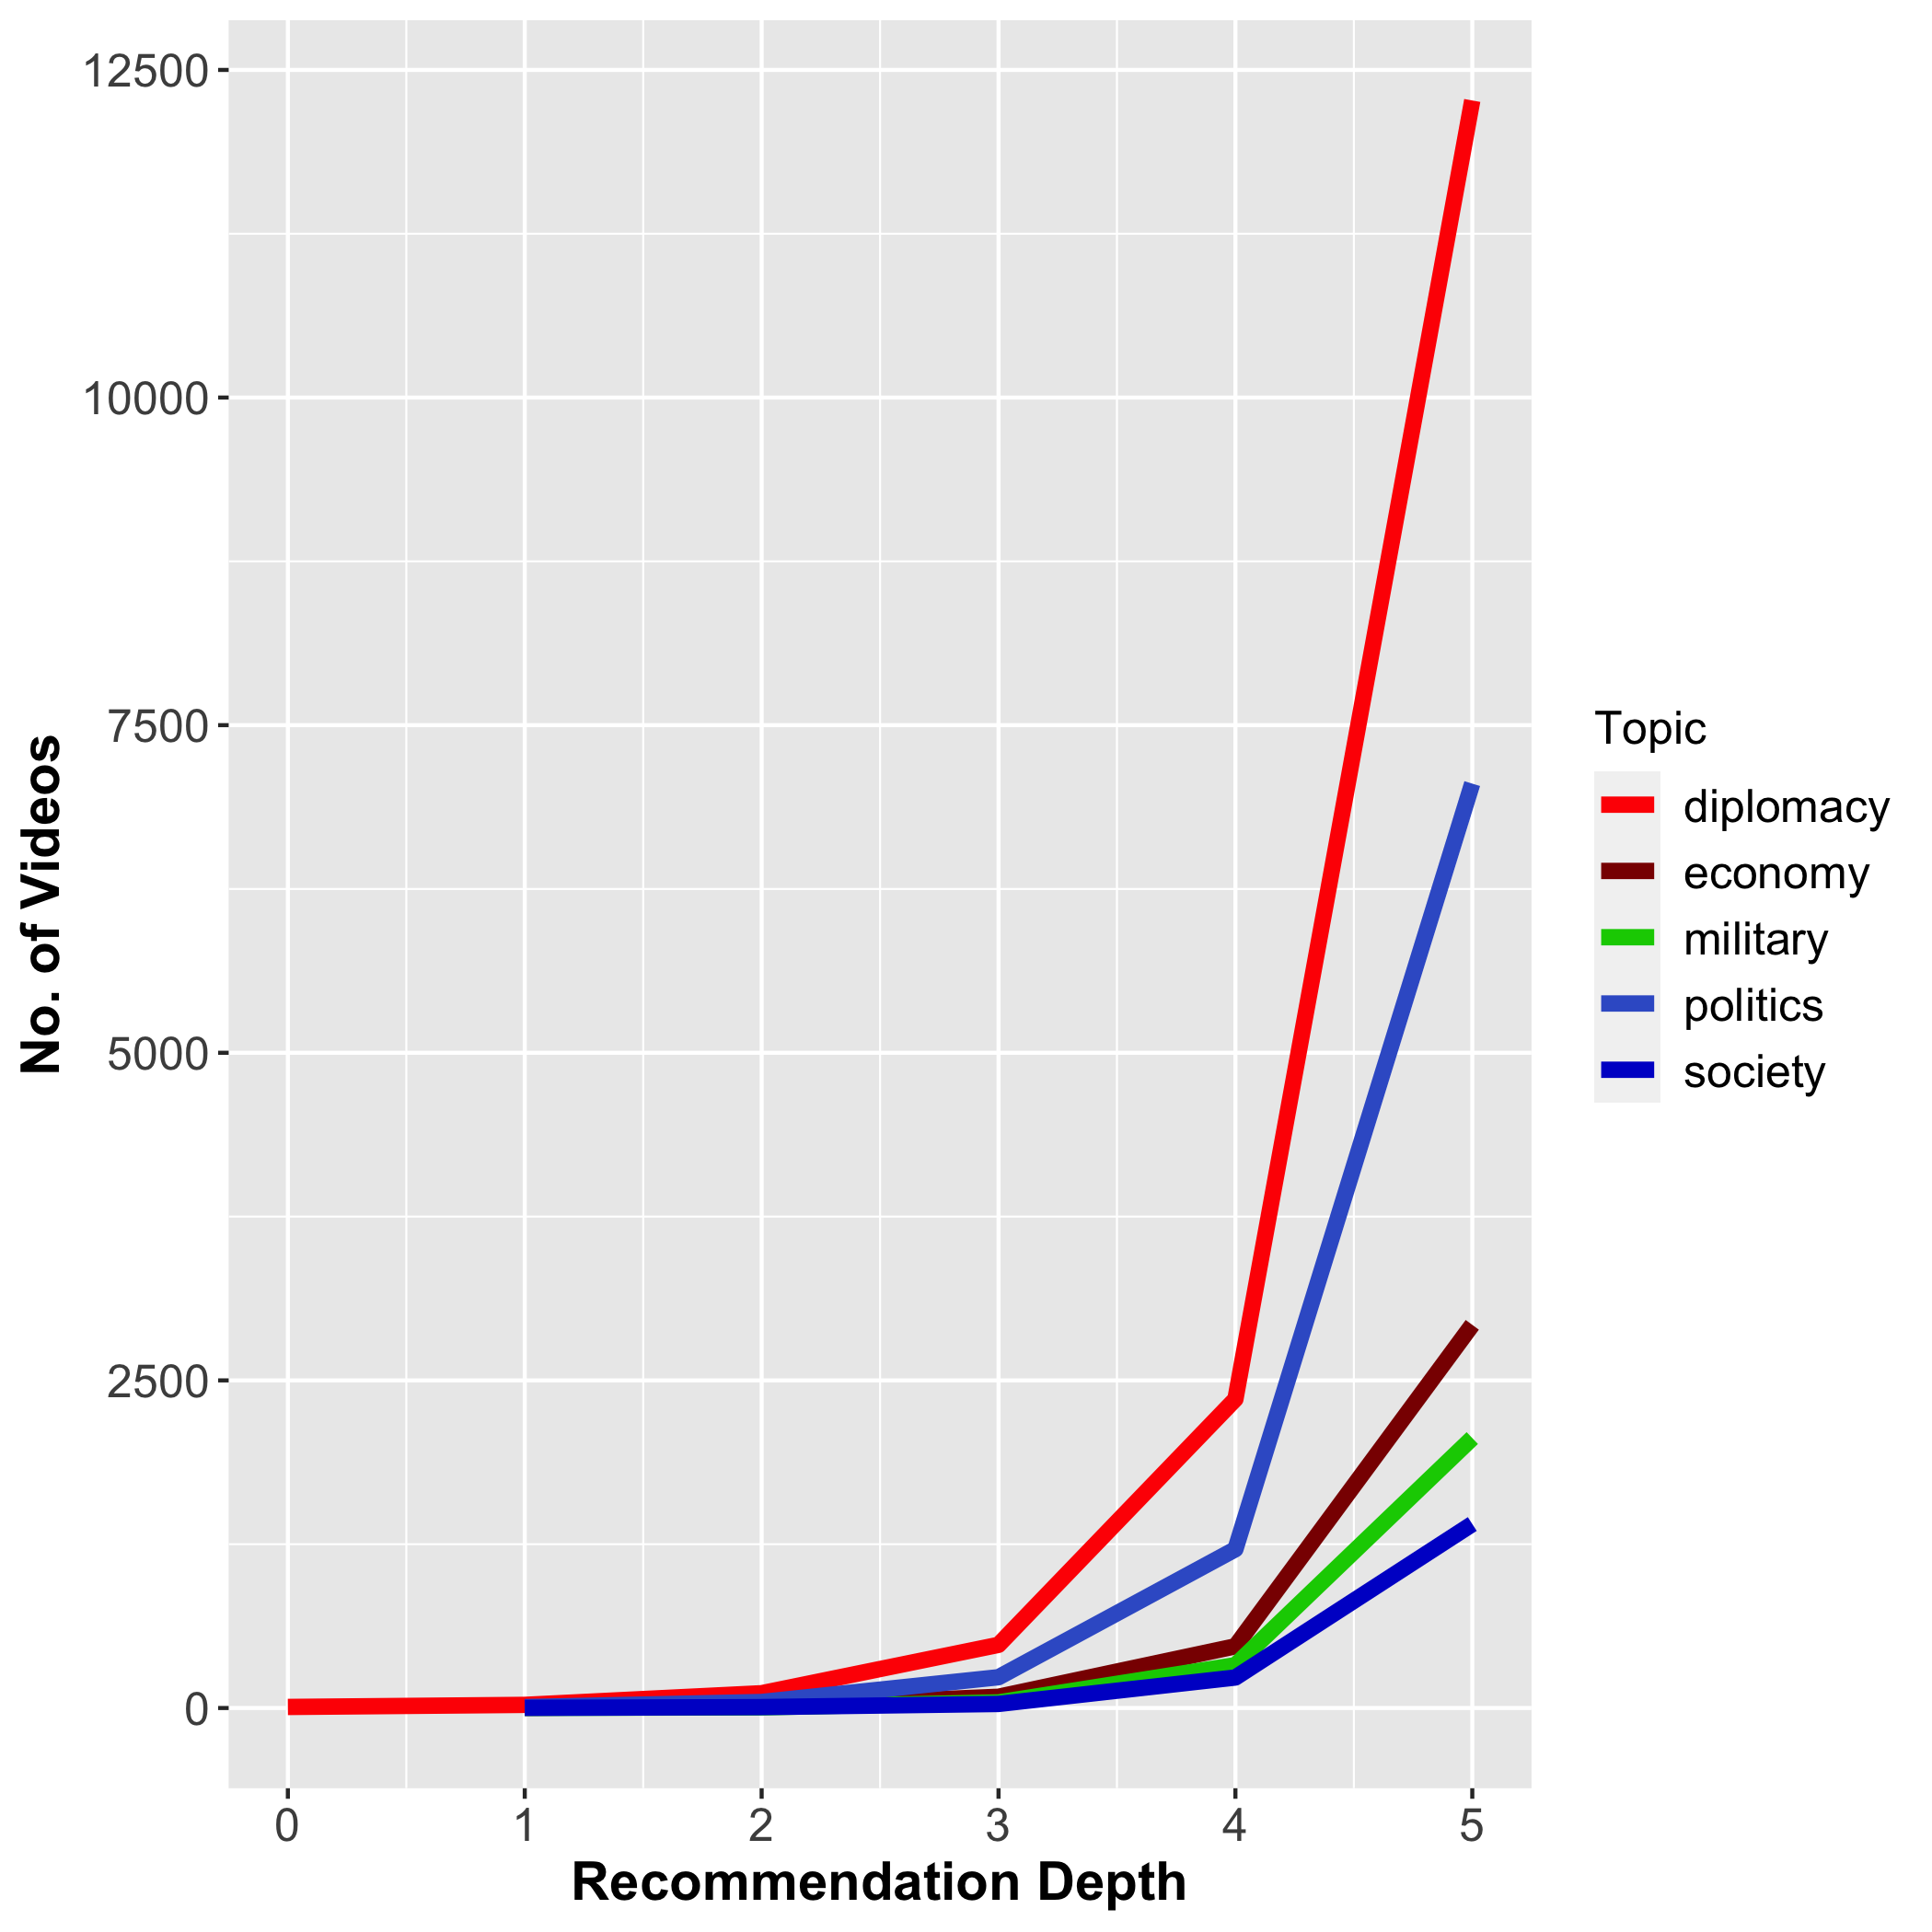 12500
10000
7500
5000
2500
0
No. of Videos
0 1 2 3 4 5
Recommendation Depth
Topic
diplomacy
economy
military
politics
society